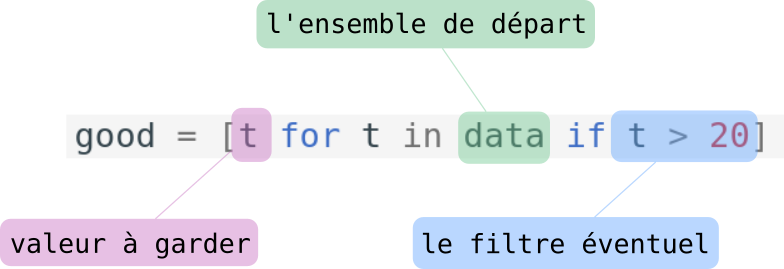 l'ensemble de départ
good = [t for t in data if t > 20]
valeur à garder
le filtre éventuel